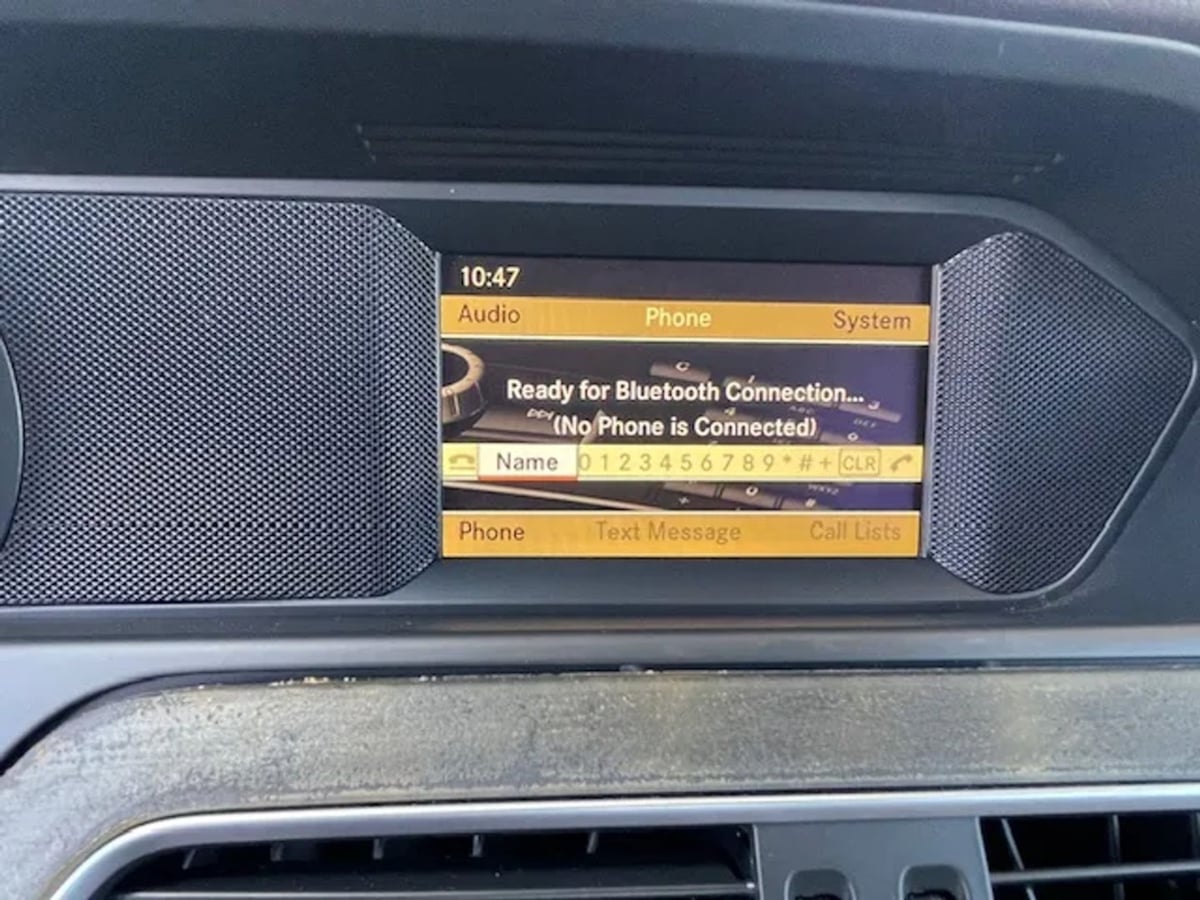 10:47
Audio Phone System
Ready for Bluetooth Connection...
(No Phone is Connected)
Name 0 1 2 3 4 5 6 7 8 9 * # + CLR
Phone Text Message Call Lists